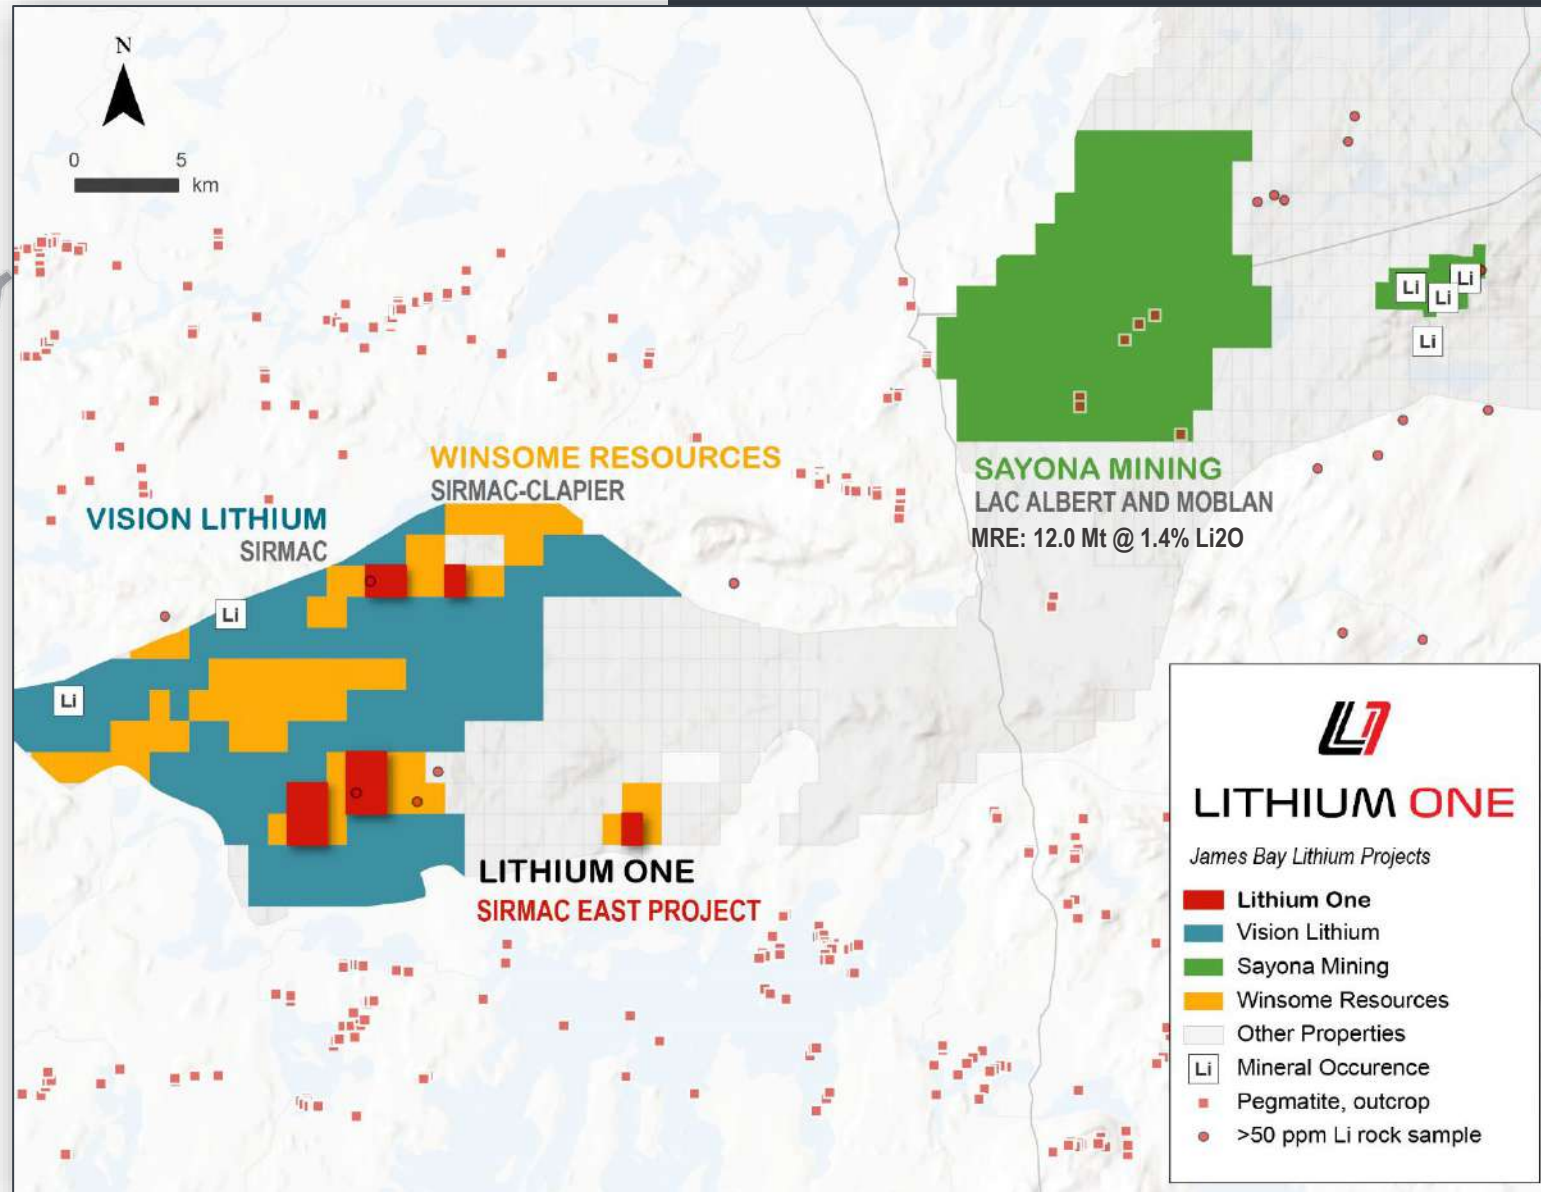 N
0 5
km
WINSOME RESOURCES
SIRMAC-CLAPIER
VISION LITHIUM
SIRMAC
SAYONA MINING
LAC ALBERT AND MOBLAN
MRE: 12.0 Mt @ 1.4% Li2O
Li
Li
Li
Li
Li
Li
LITHIUM ONE
SIRMAC EAST PROJECT
LITHIUM ONE
James Bay Lithium Projects
Lithium One
Vision Lithium
Sayona Mining
Winsome Resources
Other Properties
Li Mineral Occurence
Pegmatite, outcrop
>50 ppm Li rock sample